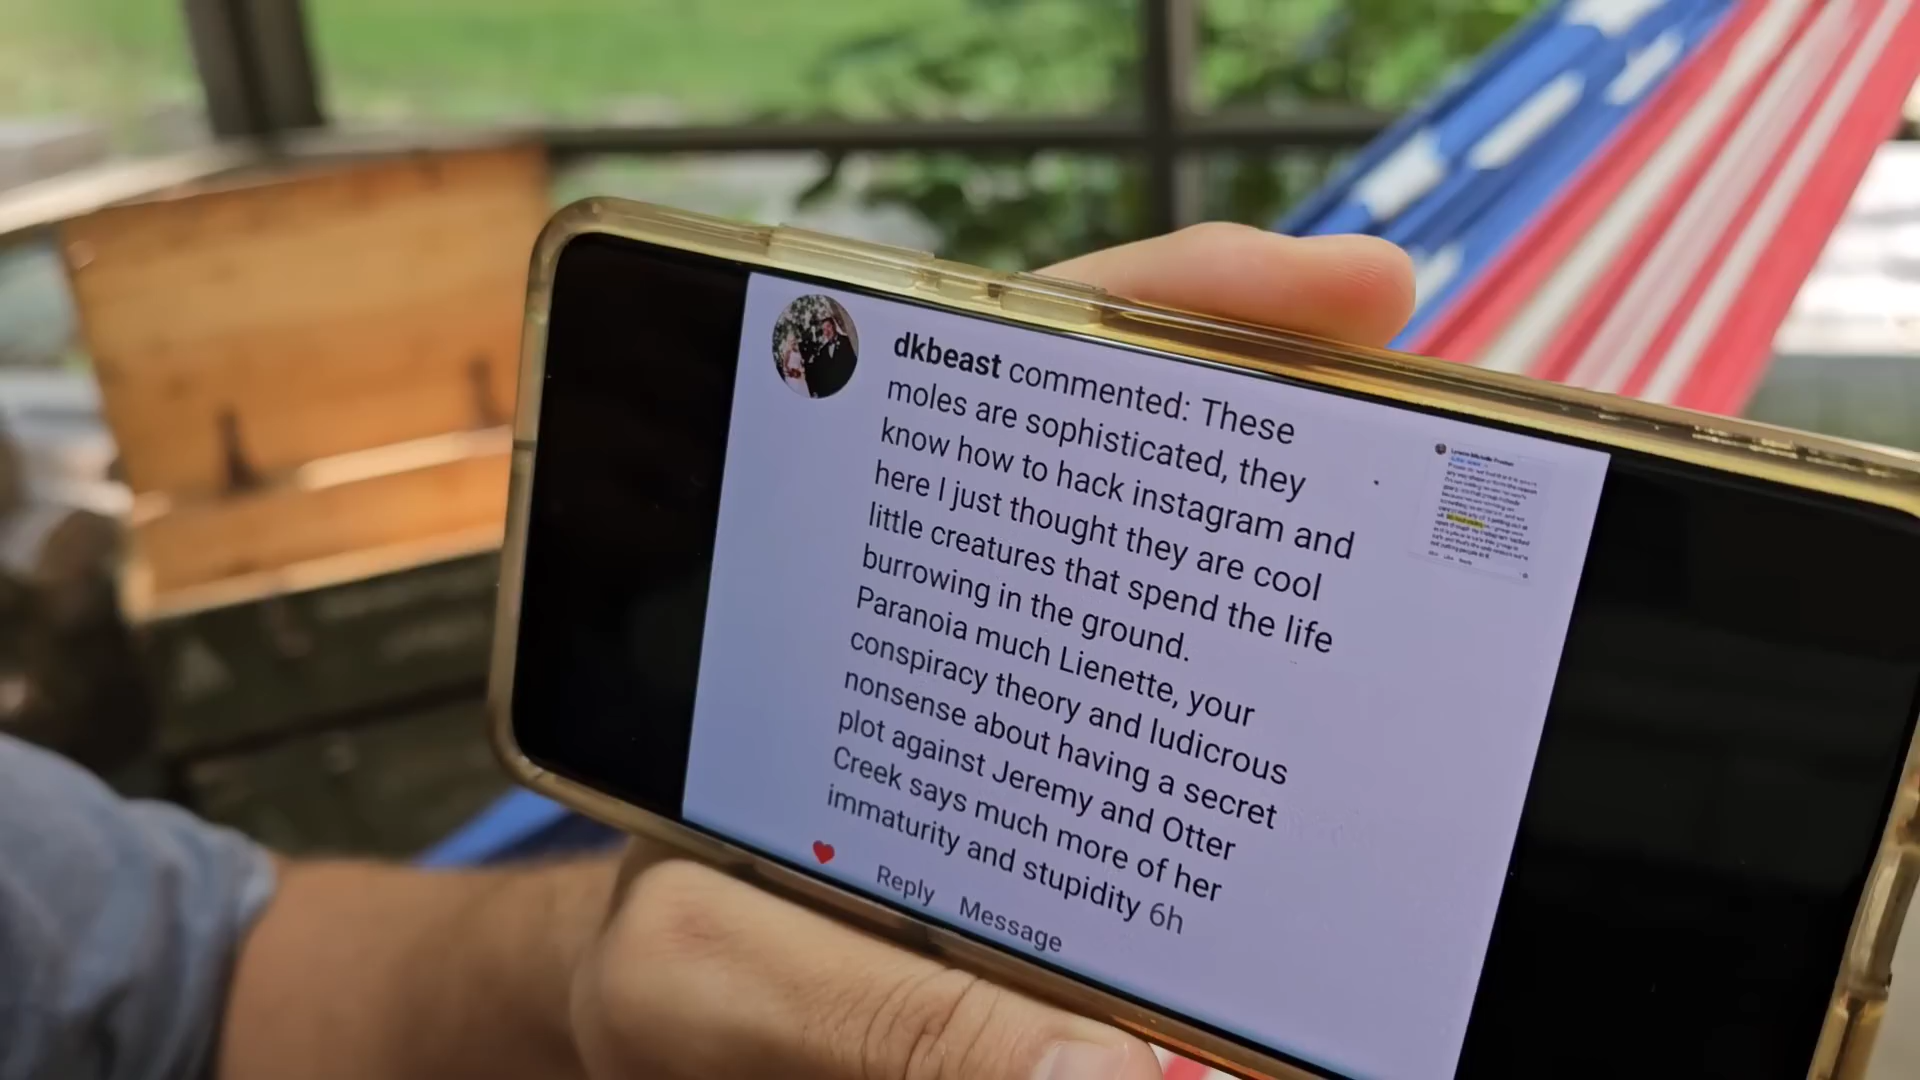 dkbeast commented: These
moles are sophisticated, they
know how to hack instagram and
here I just thought they are cool
little creatures that spend the life
burrowing in the ground.
Paranoia much Lienette, your
conspiracy theory and ludicrous
nonsense about having a secret
plot against Jeremy and Otter
Creek says much more of her
immaturity and stupidity 6h
Reply Message